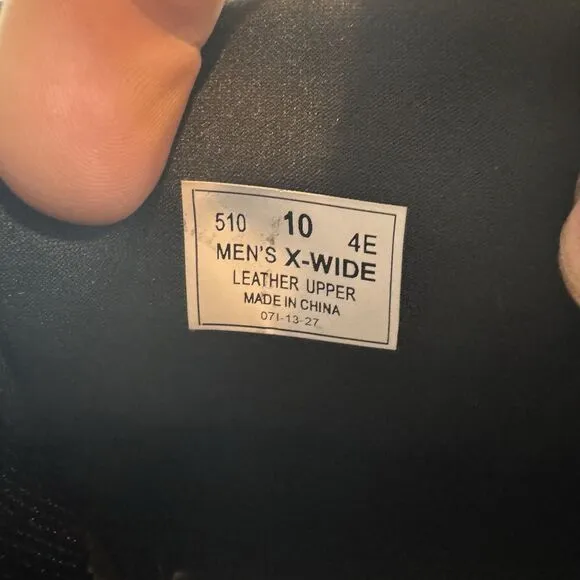 510 10 4E
MEN'S X-WIDE
LEATHER UPPER
MADE IN CHINA
071-13-27